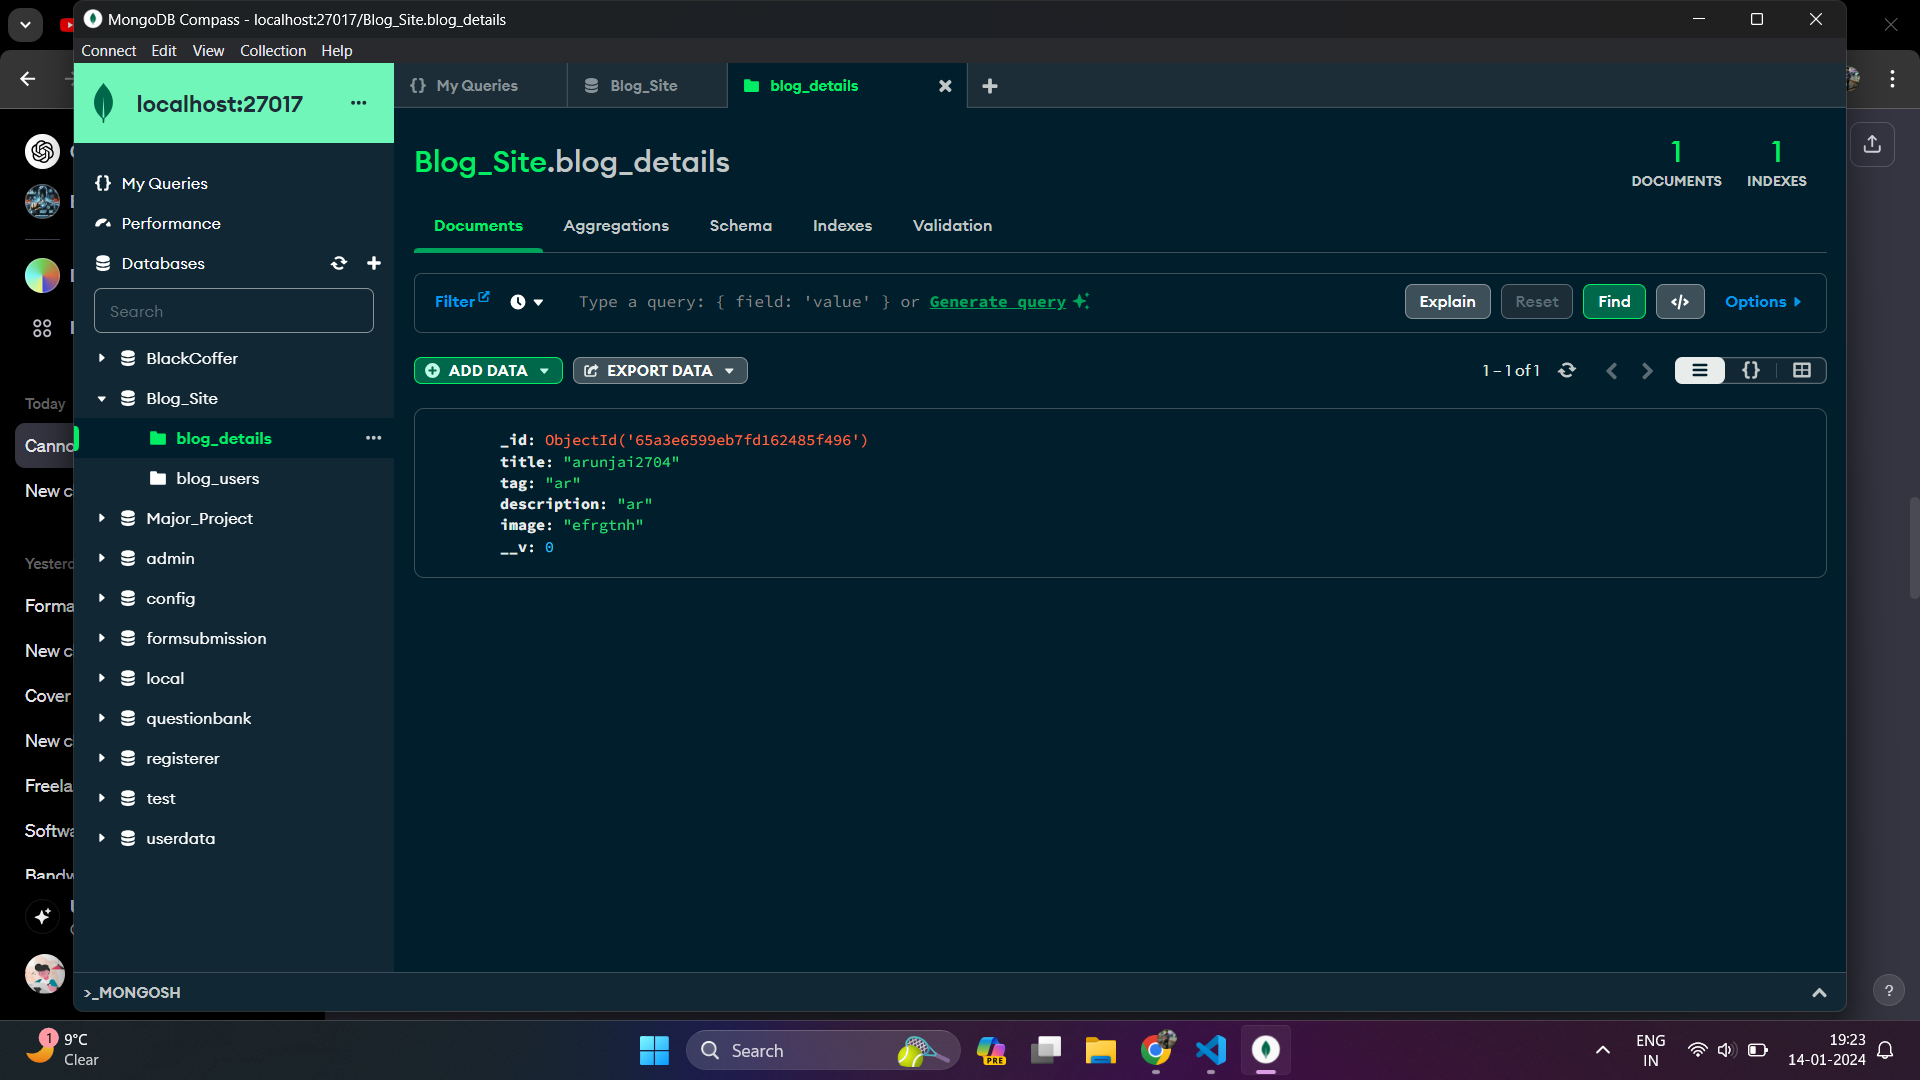 MongoDB Compass - localhost:27017/Blog_Site.blog_details
Connect Edit View Collection Help
localhost:27017
My Queries
Blog_Site
blog_details
Blog_Site.blog_details
1 DOCUMENTS
1 INDEXES
My Queries
Performance
Databases
Search
BlackCoffer
Blog_Site
blog_details
blog_users
Major_Project
admin
config
formsubmission
local
questionbank
registerer
test
userdata
Documents Aggregations Schema Indexes Validation
Filter Type a query: { field: 'value' } or Generate query Explain Reset Find </> Options
ADD DATA EXPORT DATA 1 – 1 of 1 {}
_id: ObjectId('65a3e6599eb7fd162485f496')
title: "arunjai2704"
tag: "ar"
description: "ar"
image: "efrgtnh"
__v: 0
>_MONGOSH
Today
Canno
New c
Yesterd
Forma
New c
Cover
New c
Freela
Softwa
Bandw
?
1
9°C
Clear
Search
PRE
ENG
IN
19:23
14-01-2024